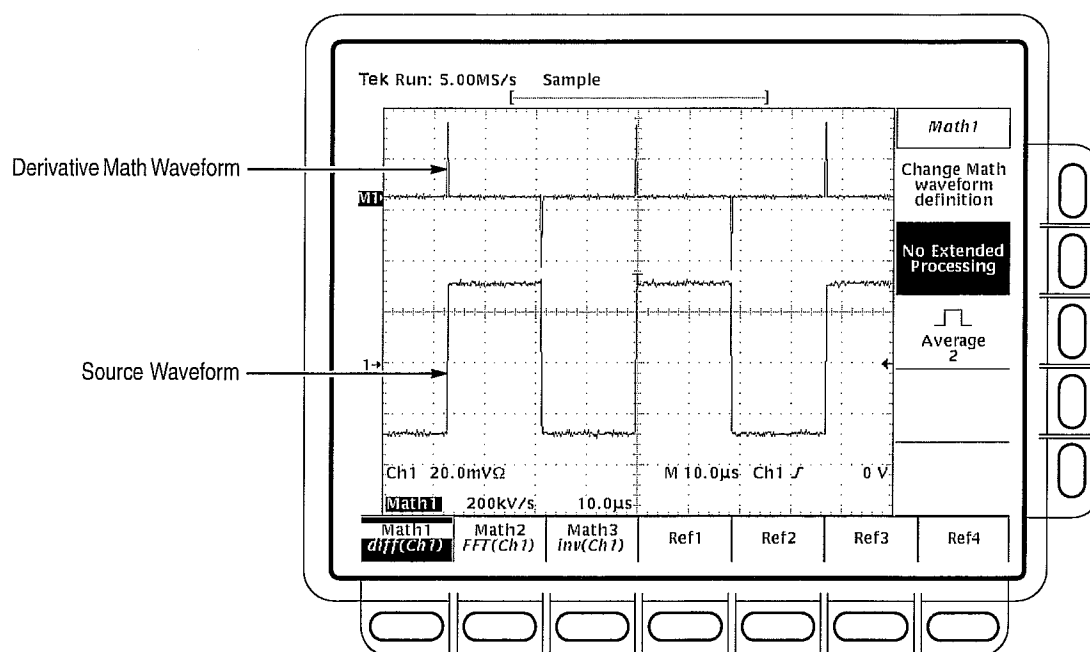 Tek Run: 5.00MS/s Sample
Math1
Derivative Math Waveform
Change Math
waveform
definition
M1
No Extended
Processing
Average
2
1→
Source Waveform
Ch1 20.0mVΩ M 10.0µs Ch1 0 V
Math1 200kV/s 10.0µs
Math1
diff(Ch1)
Math2
FFT(Ch1)
Math3
inv(Ch1)
Ref1
Ref2
Ref3
Ref4